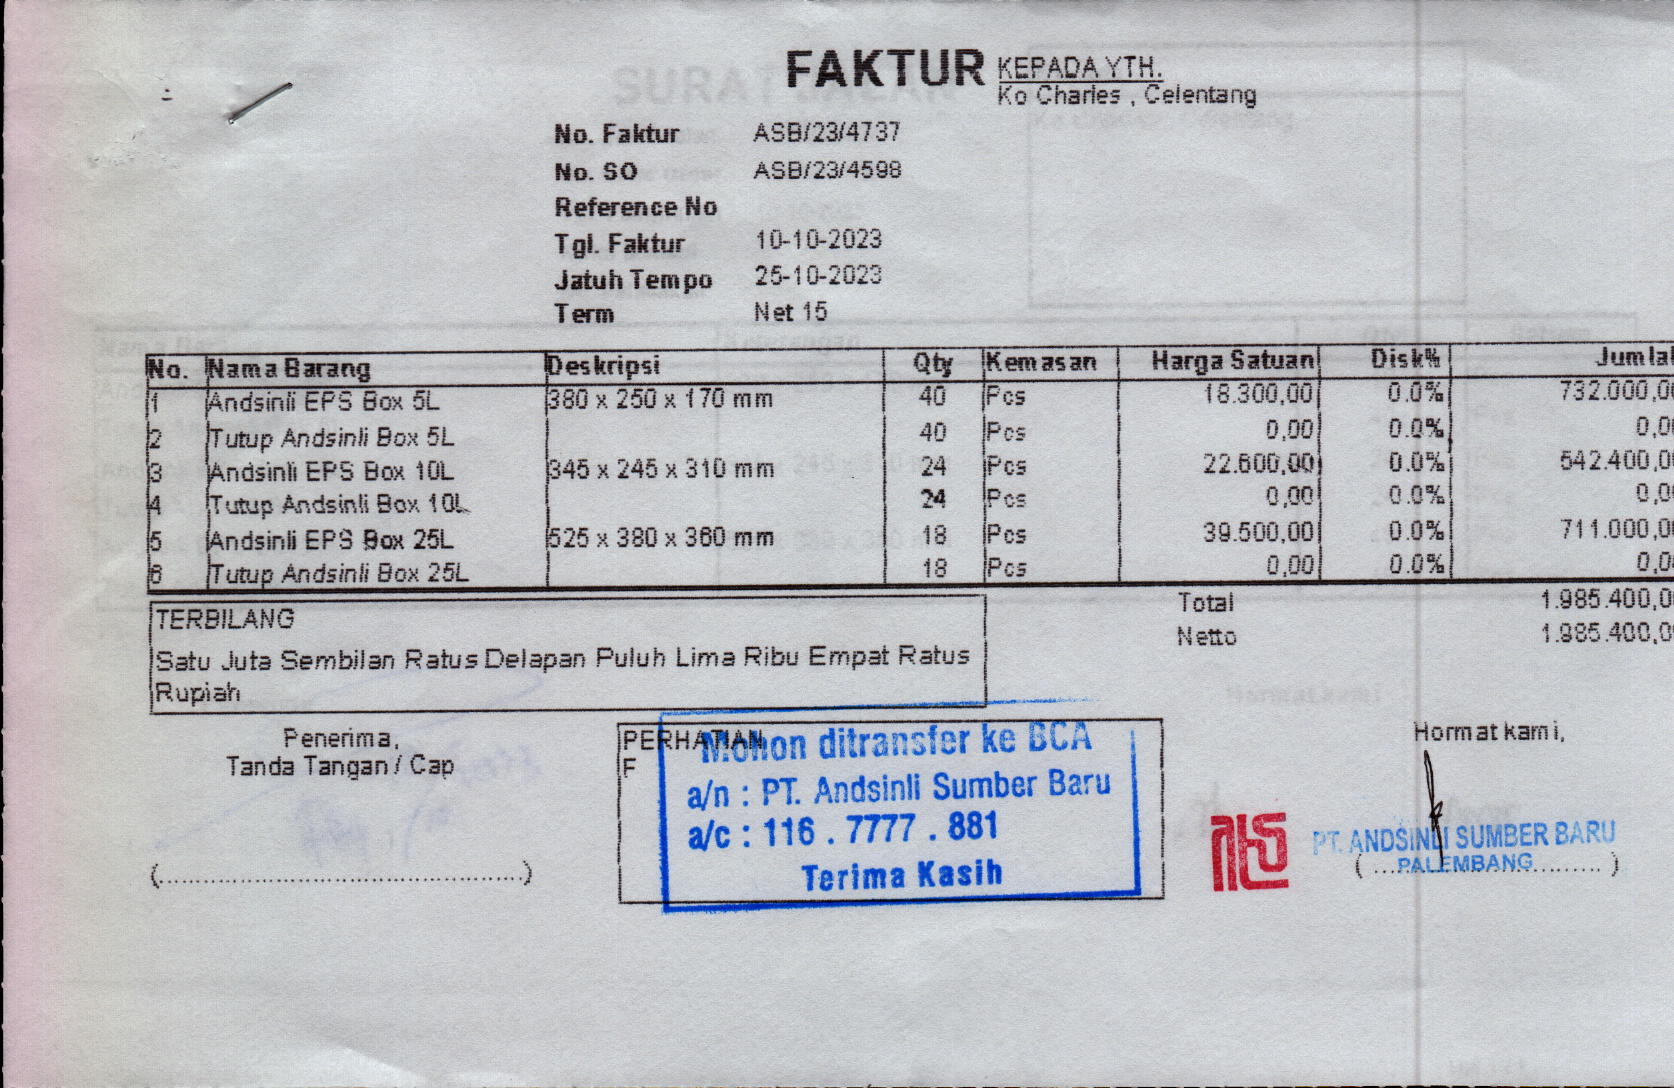 FAKTUR
KEPADA YTH.
Ko Charles , Celentang
No. Faktur ASB/23/4737
No. SO ASB/23/4598
Reference No
Tgl. Faktur 10-10-2023
Jatuh Tempo 25-10-2023
Term Net 15
No. Nama Barang Deskripsi Qty Kemasan Harga Satuan Disk% Jumla
1 Andsinli EPS Box 5L 380 x 250 x 170 mm 40 Pcs 18.300,00 0.0% 732.000,0
2 Tutup Andsinli Box 5L 40 Pcs 0,00 0.0% 0,0
3 Andsinli EPS Box 10L 345 x 245 x 310 mm 24 Pcs 22.600,00 0.0% 542.400,0
4 Tutup Andsinli Box 10L 24 Pcs 0,00 0.0% 0,0
5 Andsinli EPS Box 25L 525 x 380 x 360 mm 18 Pcs 39.500,00 0.0% 711.000,0
6 Tutup Andsinli Box 25L 18 Pcs 0,00 0.0% 0,0
Total 1.985.400,0
Netto 1.985.400,0
TERBILANG
Satu Juta Sembilan Ratus Delapan Puluh Lima Ribu Empat Ratus
Rupiah
Penerima,
Tanda Tangan / Cap
PERHATIAN
F
Mohon ditransfer ke BCA
a/n : PT. Andsinli Sumber Baru
a/c : 116 . 7777 . 881
Terima Kasih
Hormat kami,
PT. ANDSINLI SUMBER BARU
PALEMBANG